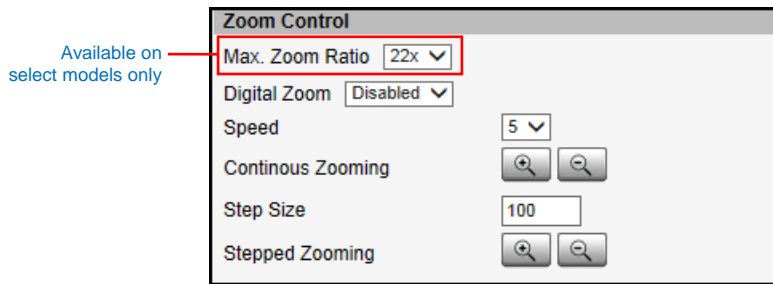 Zoom Control
Available on
select models only
Max. Zoom Ratio 22x
Digital Zoom Disabled
Speed 5
Continous Zooming
Step Size 100
Stepped Zooming